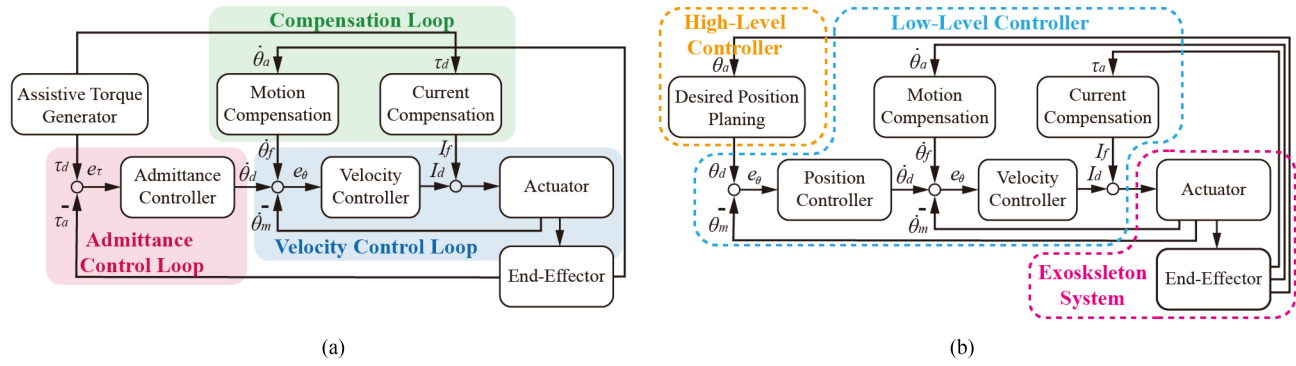 Compensation Loop
θ̇a
τd
Assistive Torque
Generator
Motion
Compensation
Current
Compensation
τd
eτ
Admittance
Controller
θ̇d
θ̇f
eθ̇
Velocity
Controller
If
Id
Actuator
-
τa
-
θ̇m
Admittance
Control Loop
Velocity Control Loop
End-Effector
(a)
High-Level
Controller
Low-Level Controller
θa
θ̇a
τa
Desired Position
Planing
Motion
Compensation
Current
Compensation
θd
eθ
Position
Controller
θ̇d
θ̇f
eθ̇
Velocity
Controller
If
Id
Actuator
-
θm
-
θ̇m
Exosksleton
System
End-Effector
(b)